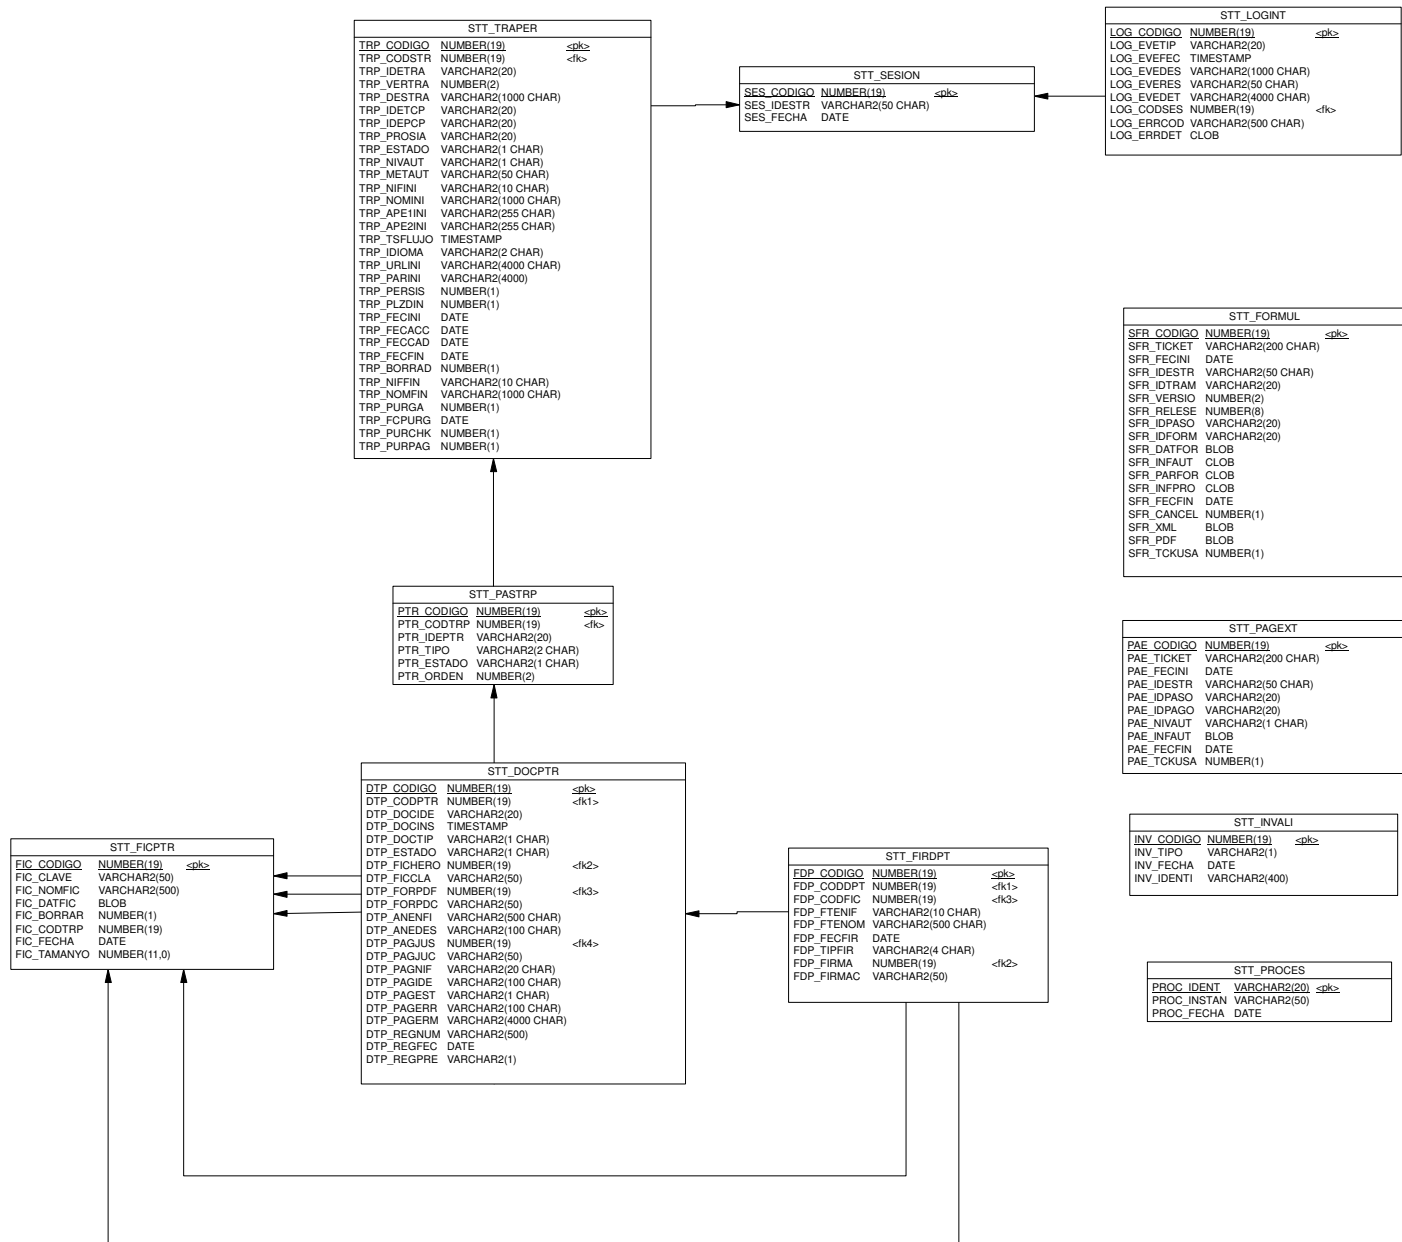 STT_TRAPER
TRP_CODIGO NUMBER(19) <pk>
TRP_CODSTR NUMBER(19) <fk>
TRP_IDETRA VARCHAR2(20)
TRP_VERTRA NUMBER(2)
TRP_DESTRA VARCHAR2(1000 CHAR)
TRP_IDETCP VARCHAR2(20)
TRP_IDEPCP VARCHAR2(20)
TRP_PROSIA VARCHAR2(20)
TRP_ESTADO VARCHAR2(1 CHAR)
TRP_NIVAUT VARCHAR2(1 CHAR)
TRP_METAUT VARCHAR2(50 CHAR)
TRP_NIFINI VARCHAR2(10 CHAR)
TRP_NOMINI VARCHAR2(1000 CHAR)
TRP_APE1INI VARCHAR2(255 CHAR)
TRP_APE2INI VARCHAR2(255 CHAR)
TRP_TSFLUJO TIMESTAMP
TRP_IDIOMA VARCHAR2(2 CHAR)
TRP_URLINI VARCHAR2(4000 CHAR)
TRP_PARINI VARCHAR2(4000)
TRP_PERSIS NUMBER(1)
TRP_PLZDIN NUMBER(1)
TRP_FECINI DATE
TRP_FECACC DATE
TRP_FECCAD DATE
TRP_FECFIN DATE
TRP_BORRAD NUMBER(1)
TRP_NIFFIN VARCHAR2(10 CHAR)
TRP_NOMFIN VARCHAR2(1000 CHAR)
TRP_PURGA NUMBER(1)
TRP_FCPURG DATE
TRP_PURCHK NUMBER(1)
TRP_PURPAG NUMBER(1)
STT_SESION
SES_CODIGO NUMBER(19) <pk>
SES_IDESTR VARCHAR2(50 CHAR)
SES_FECHA DATE
STT_LOGINT
LOG_CODIGO NUMBER(19) <pk>
LOG_EVETIP VARCHAR2(20)
LOG_EVEFEC TIMESTAMP
LOG_EVEDES VARCHAR2(1000 CHAR)
LOG_EVERES VARCHAR2(50 CHAR)
LOG_EVEDET VARCHAR2(4000 CHAR)
LOG_CODSES NUMBER(19) <fk>
LOG_ERRCOD VARCHAR2(500 CHAR)
LOG_ERRDET CLOB
STT_FORMUL
SFR_CODIGO NUMBER(19) <pk>
SFR_TICKET VARCHAR2(200 CHAR)
SFR_FECINI DATE
SFR_IDESTR VARCHAR2(50 CHAR)
SFR_IDTRAM VARCHAR2(20)
SFR_VERSIO NUMBER(2)
SFR_RELESE NUMBER(8)
SFR_IDPASO VARCHAR2(20)
SFR_IDFORM VARCHAR2(20)
SFR_DATFOR BLOB
SFR_INFAUT CLOB
SFR_PARFOR CLOB
SFR_INFPRO CLOB
SFR_FECFIN DATE
SFR_CANCEL NUMBER(1)
SFR_XML BLOB
SFR_PDF BLOB
SFR_TCKUSA NUMBER(1)
STT_PASTRP
PTR_CODIGO NUMBER(19) <pk>
PTR_CODTRP NUMBER(19) <fk>
PTR_IDEPTR VARCHAR2(20)
PTR_TIPO VARCHAR2(2 CHAR)
PTR_ESTADO VARCHAR2(1 CHAR)
PTR_ORDEN NUMBER(2)
STT_PAGEXT
PAE_CODIGO NUMBER(19) <pk>
PAE_TICKET VARCHAR2(200 CHAR)
PAE_FECINI DATE
PAE_IDESTR VARCHAR2(50 CHAR)
PAE_IDPASO VARCHAR2(20)
PAE_IDPAGO VARCHAR2(20)
PAE_NIVAUT VARCHAR2(1 CHAR)
PAE_INFAUT BLOB
PAE_FECFIN DATE
PAE_TCKUSA NUMBER(1)
STT_DOCPTR
DTP_CODIGO NUMBER(19) <pk>
DTP_CODPTR NUMBER(19) <fk1>
DTP_DOCIDE VARCHAR2(20)
DTP_DOCINS TIMESTAMP
DTP_DOCTIP VARCHAR2(1 CHAR)
DTP_ESTADO VARCHAR2(1 CHAR)
DTP_FICHERO NUMBER(19) <fk2>
DTP_FICCLA VARCHAR2(50)
DTP_FORPDF NUMBER(19) <fk3>
DTP_FORPDC VARCHAR2(50)
DTP_ANENFI VARCHAR2(500 CHAR)
DTP_ANEDES VARCHAR2(100 CHAR)
DTP_PAGJUS NUMBER(19) <fk4>
DTP_PAGJUC VARCHAR2(50)
DTP_PAGNIF VARCHAR2(20 CHAR)
DTP_PAGIDE VARCHAR2(100 CHAR)
DTP_PAGEST VARCHAR2(1 CHAR)
DTP_PAGERR VARCHAR2(100 CHAR)
DTP_PAGERM VARCHAR2(4000 CHAR)
DTP_REGNUM VARCHAR2(500)
DTP_REGFEC DATE
DTP_REGPRE VARCHAR2(1)
STT_FICPTR
FIC_CODIGO NUMBER(19) <pk>
FIC_CLAVE VARCHAR2(50)
FIC_NOMFIC VARCHAR2(500)
FIC_DATFIC BLOB
FIC_BORRAR NUMBER(1)
FIC_CODTRP NUMBER(19)
FIC_FECHA DATE
FIC_TAMANYO NUMBER(11,0)
STT_FIRDPT
FDP_CODIGO NUMBER(19) <pk>
FDP_CODDPT NUMBER(19) <fk1>
FDP_CODFIC NUMBER(19) <fk3>
FDP_FTENIF VARCHAR2(10 CHAR)
FDP_FTENOM VARCHAR2(500 CHAR)
FDP_FECFIR DATE
FDP_TIPFIR VARCHAR2(4 CHAR)
FDP_FIRMA NUMBER(19) <fk2>
FDP_FIRMAC VARCHAR2(50)
STT_INVALI
INV_CODIGO NUMBER(19) <pk>
INV_TIPO VARCHAR2(1)
INV_FECHA DATE
INV_IDENTI VARCHAR2(400)
STT_PROCES
PROC_IDENT VARCHAR2(20) <pk>
PROC_INSTAN VARCHAR2(50)
PROC_FECHA DATE